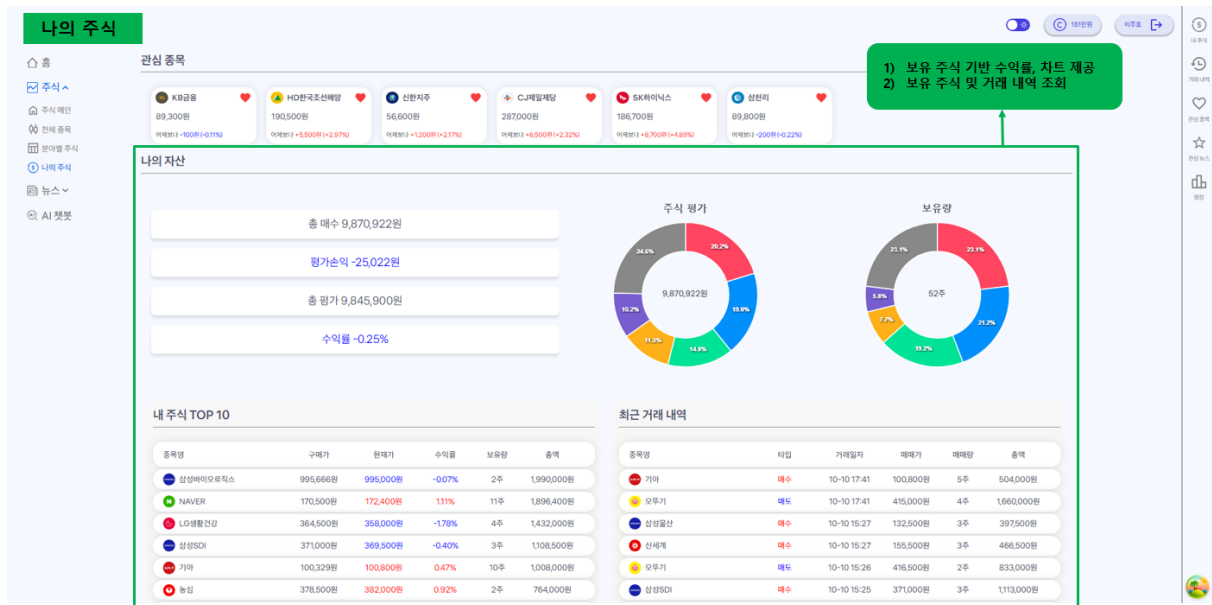 나의 주식
151만원
이주호
1) 보유 주식 기반 수익률, 차트 제공
2) 보유 주식 및 거래 내역 조회
홈
주식
주식 메인
전체 종목
분야별 주식
나의 주식
뉴스
AI 챗봇
내 주식
거래 내역
관심 종목
관심 뉴스
랭킹
관심 종목
KB금융
89,300원
어제보다 -100원 (-0.11%)
HD한국조선해양
190,500원
어제보다 +5,500원 (+2.97%)
신한지주
56,600원
어제보다 +1,200원 (+2.17%)
CJ제일제당
287,000원
어제보다 +6,500원 (+2.32%)
SK하이닉스
186,700원
어제보다 +8,700원 (+4.89%)
삼천리
89,800원
어제보다 -200원 (-0.22%)
나의 자산
총 매수 9,870,922원
평가손익 -25,022원
총 평가 9,845,900원
수익률 -0.25%
주식 평가
24.5%
20.2%
9,870,922원
10.2%
19.0%
11.3%
14.8%
보유량
23.1%
23.1%
52주
5.8%
7.7%
21.2%
19.2%
내 주식 TOP 10
종목명 구매가 현재가 수익률 보유량 총액
삼성바이오로직스 995,666원 995,000원 -0.07% 2주 1,990,000원
NAVER 170,500원 172,400원 1.11% 11주 1,896,400원
LG생활건강 364,500원 358,000원 -1.78% 4주 1,432,000원
삼성SDI 371,000원 369,500원 -0.40% 3주 1,108,500원
기아 100,329원 100,800원 0.47% 10주 1,008,000원
농심 378,500원 382,000원 0.92% 2주 764,000원
최근 거래 내역
종목명 타입 거래일자 매매가 매매량 총액
기아 매수 10-10 17:41 100,800원 5주 504,000원
오뚜기 매도 10-10 17:41 415,000원 4주 1,660,000원
삼성물산 매수 10-10 15:27 132,500원 3주 397,500원
신세계 매수 10-10 15:27 155,500원 3주 466,500원
오뚜기 매도 10-10 15:26 416,500원 2주 833,000원
삼성SDI 매수 10-10 15:25 371,000원 3주 1,113,000원